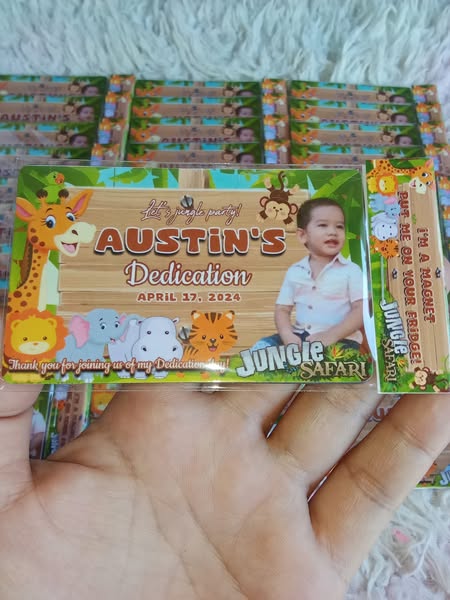 Let's jungle party!
AUSTiN'S
Dedication
APRiL 17, 2024
Thank you for joining us of my Dedication
JUNGLe
SAFARI
i'M A MAGNET
PUT ME ON YOUR FRiDGE!
JUNGLe
SAFARI
AUSTiN'S